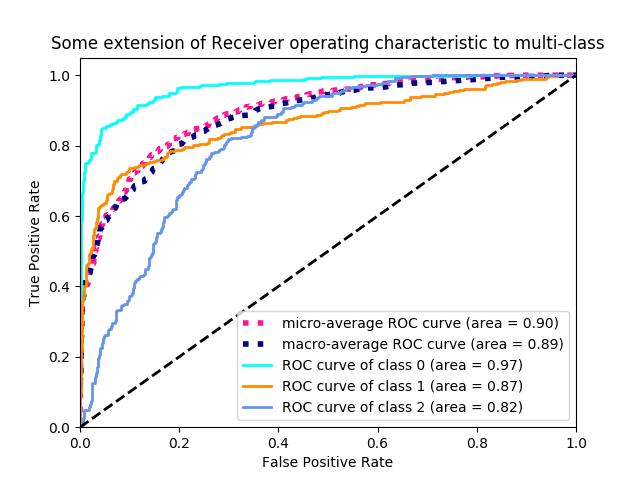 Some extension of Receiver operating characteristic to multi-class
1.0
0.8
0.6
0.4
0.2
0.0
True Positive Rate
micro-average ROC curve (area = 0.90)
macro-average ROC curve (area = 0.89)
ROC curve of class 0 (area = 0.97)
ROC curve of class 1 (area = 0.87)
ROC curve of class 2 (area = 0.82)
0.0 0.2 0.4 0.6 0.8 1.0
False Positive Rate